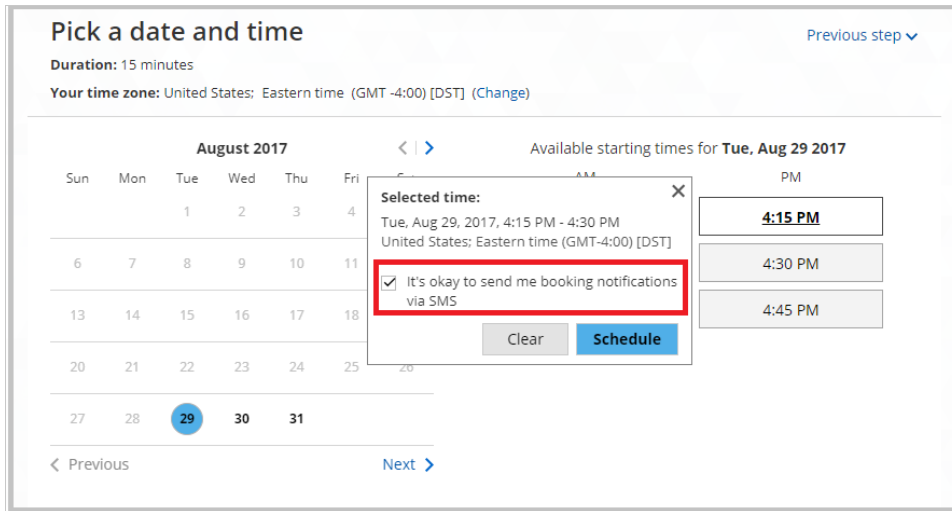 Pick a date and time
Previous step
Duration: 15 minutes
Your time zone: United States; Eastern time (GMT -4:00) [DST] (Change)
August 2017
Sun Mon Tue Wed Thu Fri
1 2 3 4
6 7 8 9 10 11
13 14 15 16 17 18
20 21 22 23 24 25 26
27 28 29 30 31
Previous
Next
Available starting times for Tue, Aug 29 2017
AM PM
4:15 PM
4:30 PM
4:45 PM
Selected time:
Tue, Aug 29, 2017, 4:15 PM - 4:30 PM
United States; Eastern time (GMT-4:00) [DST]
It's okay to send me booking notifications
via SMS
Clear Schedule